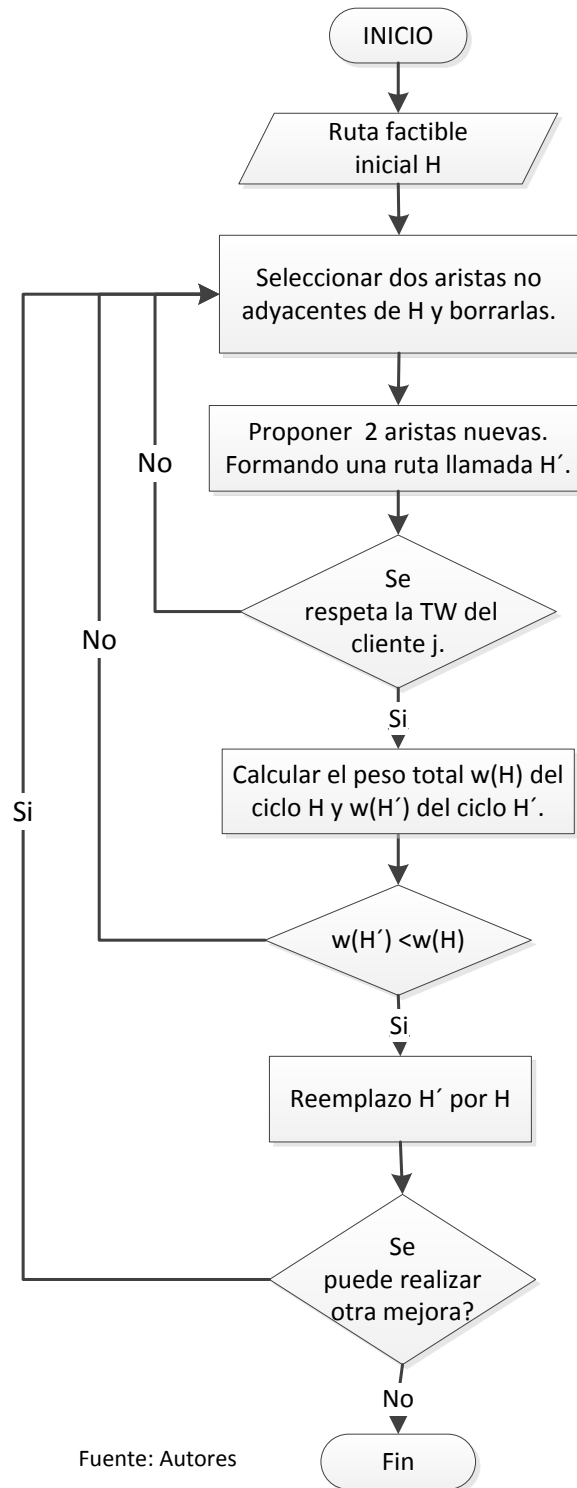 INICIO
Ruta factible
inicial H
Seleccionar dos aristas no
adyacentes de H y borrarlas.
Proponer 2 aristas nuevas.
Formando una ruta llamada H´.
No
Se
respeta la TW del
cliente j.
No
Si
Calcular el peso total w(H) del
ciclo H y w(H´) del ciclo H´.
Si
w(H´) <w(H)
Si
Reemplazo H´ por H
Se
puede realizar
otra mejora?
No
Fuente: Autores
Fin